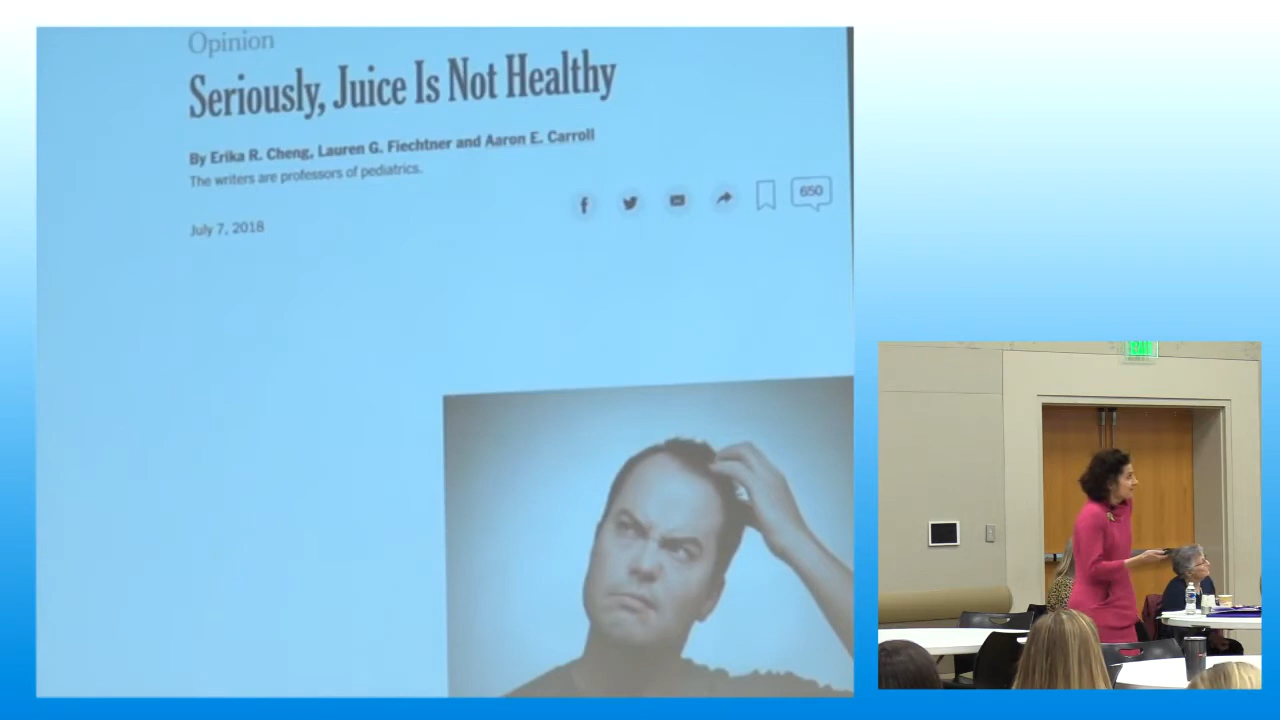 Opinion
Seriously, Juice Is Not Healthy
By Erika R. Cheng, Lauren G. Fiechtner and Aaron E. Carroll
The writers are professors of pediatrics.
650
July 7, 2018